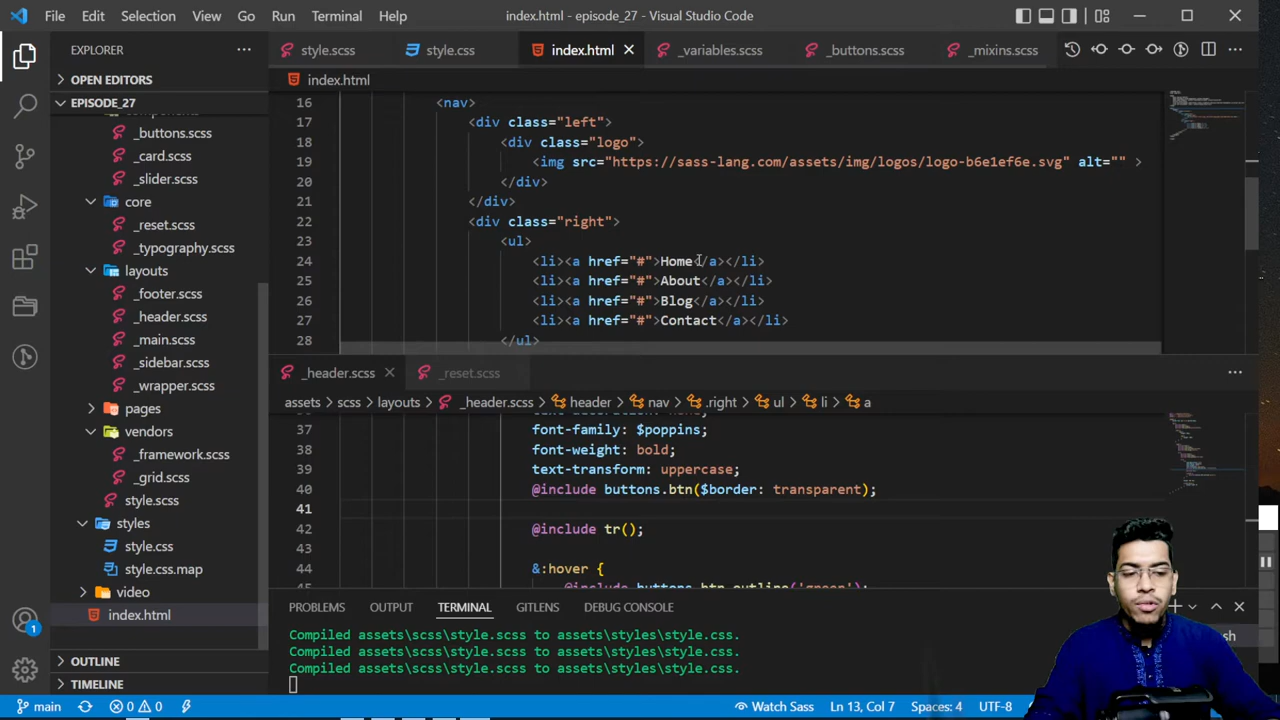 File Edit Selection View Go Run Terminal Help index.html - episode_27 - Visual Studio Code
EXPLORER
OPEN EDITORS
EPISODE_27
_buttons.scss
_card.scss
_slider.scss
core
_reset.scss
_typography.scss
layouts
_footer.scss
_header.scss
_main.scss
_sidebar.scss
_wrapper.scss
pages
vendors
_framework.scss
_grid.scss
style.scss
styles
style.css
style.css.map
video
index.html
OUTLINE
TIMELINE
style.scss style.css index.html _variables.scss _buttons.scss _mixins.scss
index.html
16 <nav>
17 <div class="left">
18 <div class="logo">
19 <img src="https://sass-lang.com/assets/img/logos/logo-b6e1ef6e.svg" alt="" >
20 </div>
21 </div>
22 <div class="right">
23 <ul>
24 <li><a href="#">Home</a></li>
25 <li><a href="#">About</a></li>
26 <li><a href="#">Blog</a></li>
27 <li><a href="#">Contact</a></li>
28 </ul>
_header.scss _reset.scss
assets > scss > layouts > _header.scss > header > nav > .right > ul > li > a
37 font-family: $poppins;
38 font-weight: bold;
39 text-transform: uppercase;
40 @include buttons.btn($border: transparent);
41
42 @include tr();
43
44 &:hover {
45 @include buttons.btn_outline('green');
PROBLEMS OUTPUT TERMINAL GITLENS DEBUG CONSOLE
Compiled assets\scss\style.scss to assets\styles\style.css.
Compiled assets\scss\style.scss to assets\styles\style.css.
Compiled assets\scss\style.scss to assets\styles\style.css.
1
main 0 0 Watch Sass Ln 13, Col 7 Spaces: 4 UTF-8